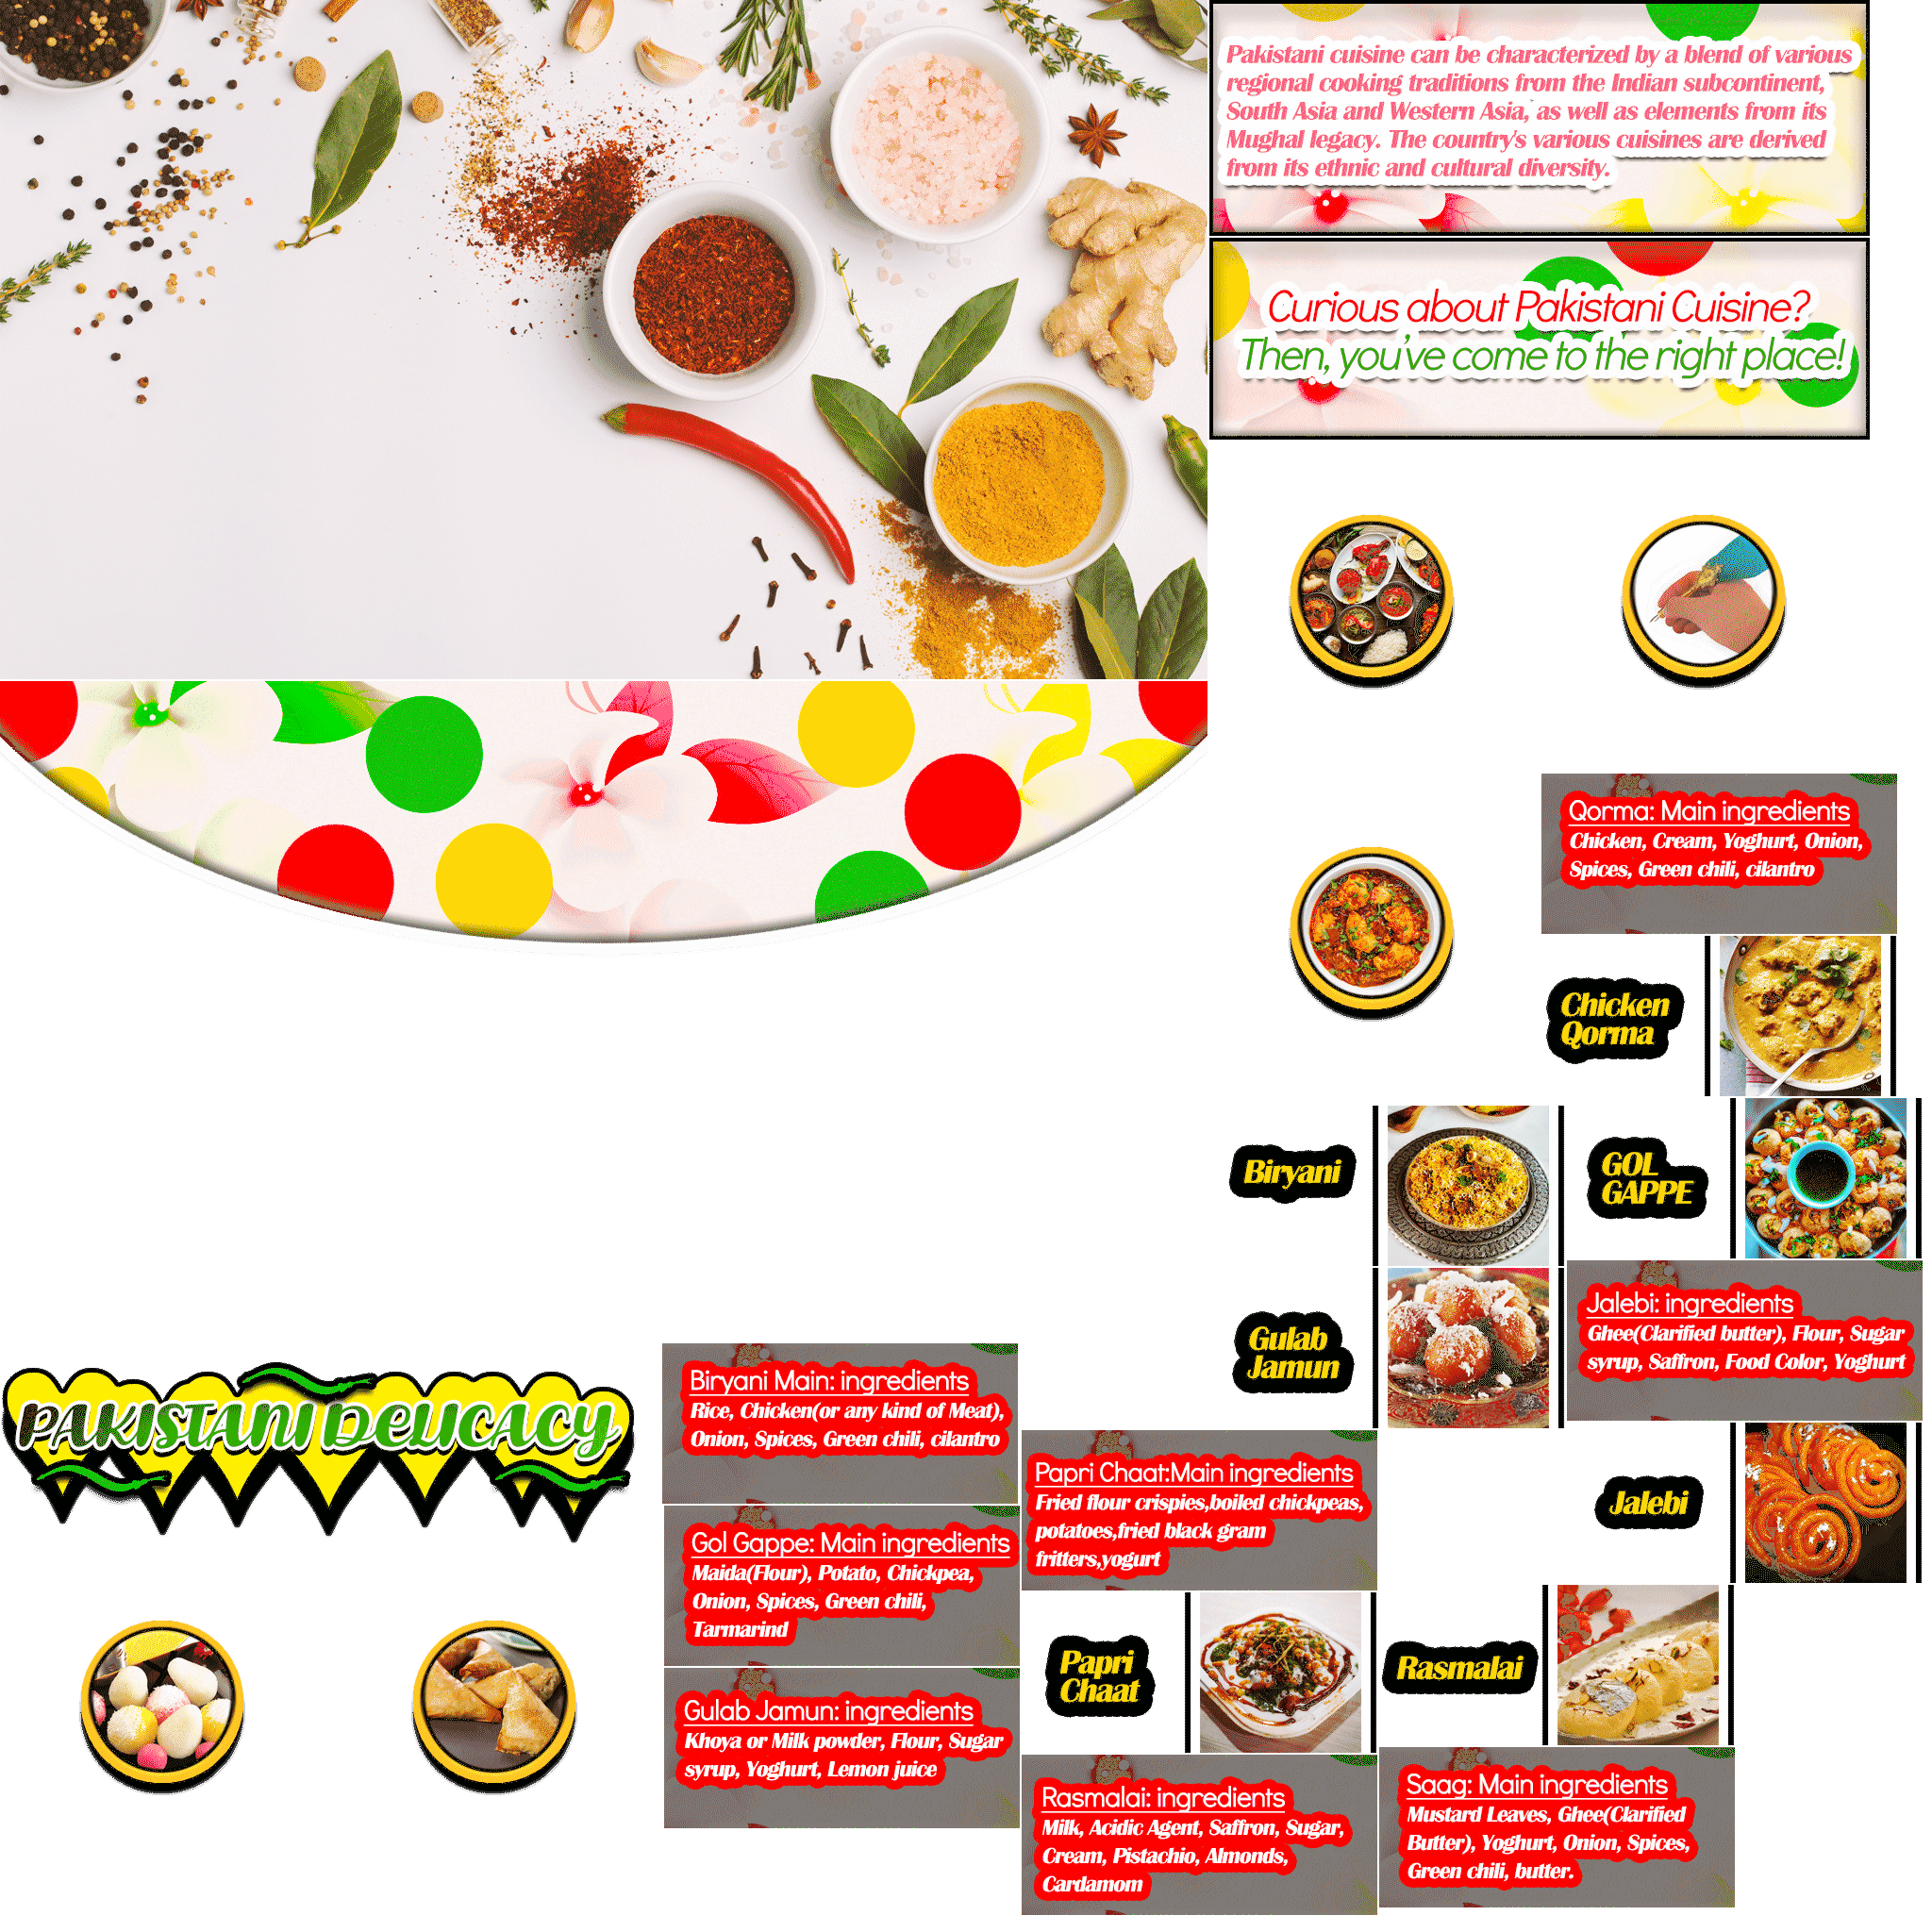 Pakistani cuisine can be characterized by a blend of various
regional cooking traditions from the Indian subcontinent,
South Asia and Western Asia, as well as elements from its
Mughal legacy. The country's various cuisines are derived
from its ethnic and cultural diversity.
Curious about Pakistani Cuisine?
Then, you've come to the right place!
Qorma: Main ingredients
Chicken, Cream, Yoghurt, Onion,
Spices, Green chili, cilantro
Chicken
Qorma
Biryani
GOL
GAPPE
Gulab
Jamun
Jalebi: ingredients
Ghee(Clarified butter), Flour, Sugar
syrup, Saffron, Food Color, Yoghurt
Jalebi
PAKISTANI DELICACY
Biryani Main: ingredients
Rice, Chicken(or any kind of Meat),
Onion, Spices, Green chili, cilantro
Gol Gappe: Main ingredients
Maida(Flour), Potato, Chickpea,
Onion, Spices, Green chili,
Tarmarind
Gulab Jamun: ingredients
Khoya or Milk powder, Flour, Sugar
syrup, Yoghurt, Lemon juice
Papri Chaat:Main ingredients
Fried flour crispies,boiled chickpeas,
potatoes,fried black gram
fritters,yogurt
Papri
Chaat
Rasmalai
Rasmalai: ingredients
Milk, Acidic Agent, Saffron, Sugar,
Cream, Pistachio, Almonds,
Cardamom
Saag: Main ingredients
Mustard Leaves, Ghee(Clarified
Butter), Yoghurt, Onion, Spices,
Green chili, butter.